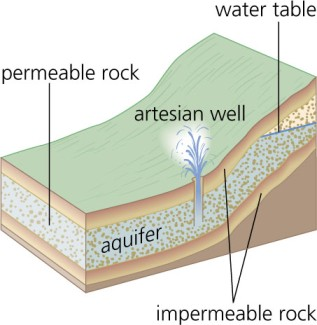 water table
permeable rock
artesian well
aquifer
impermeable rock